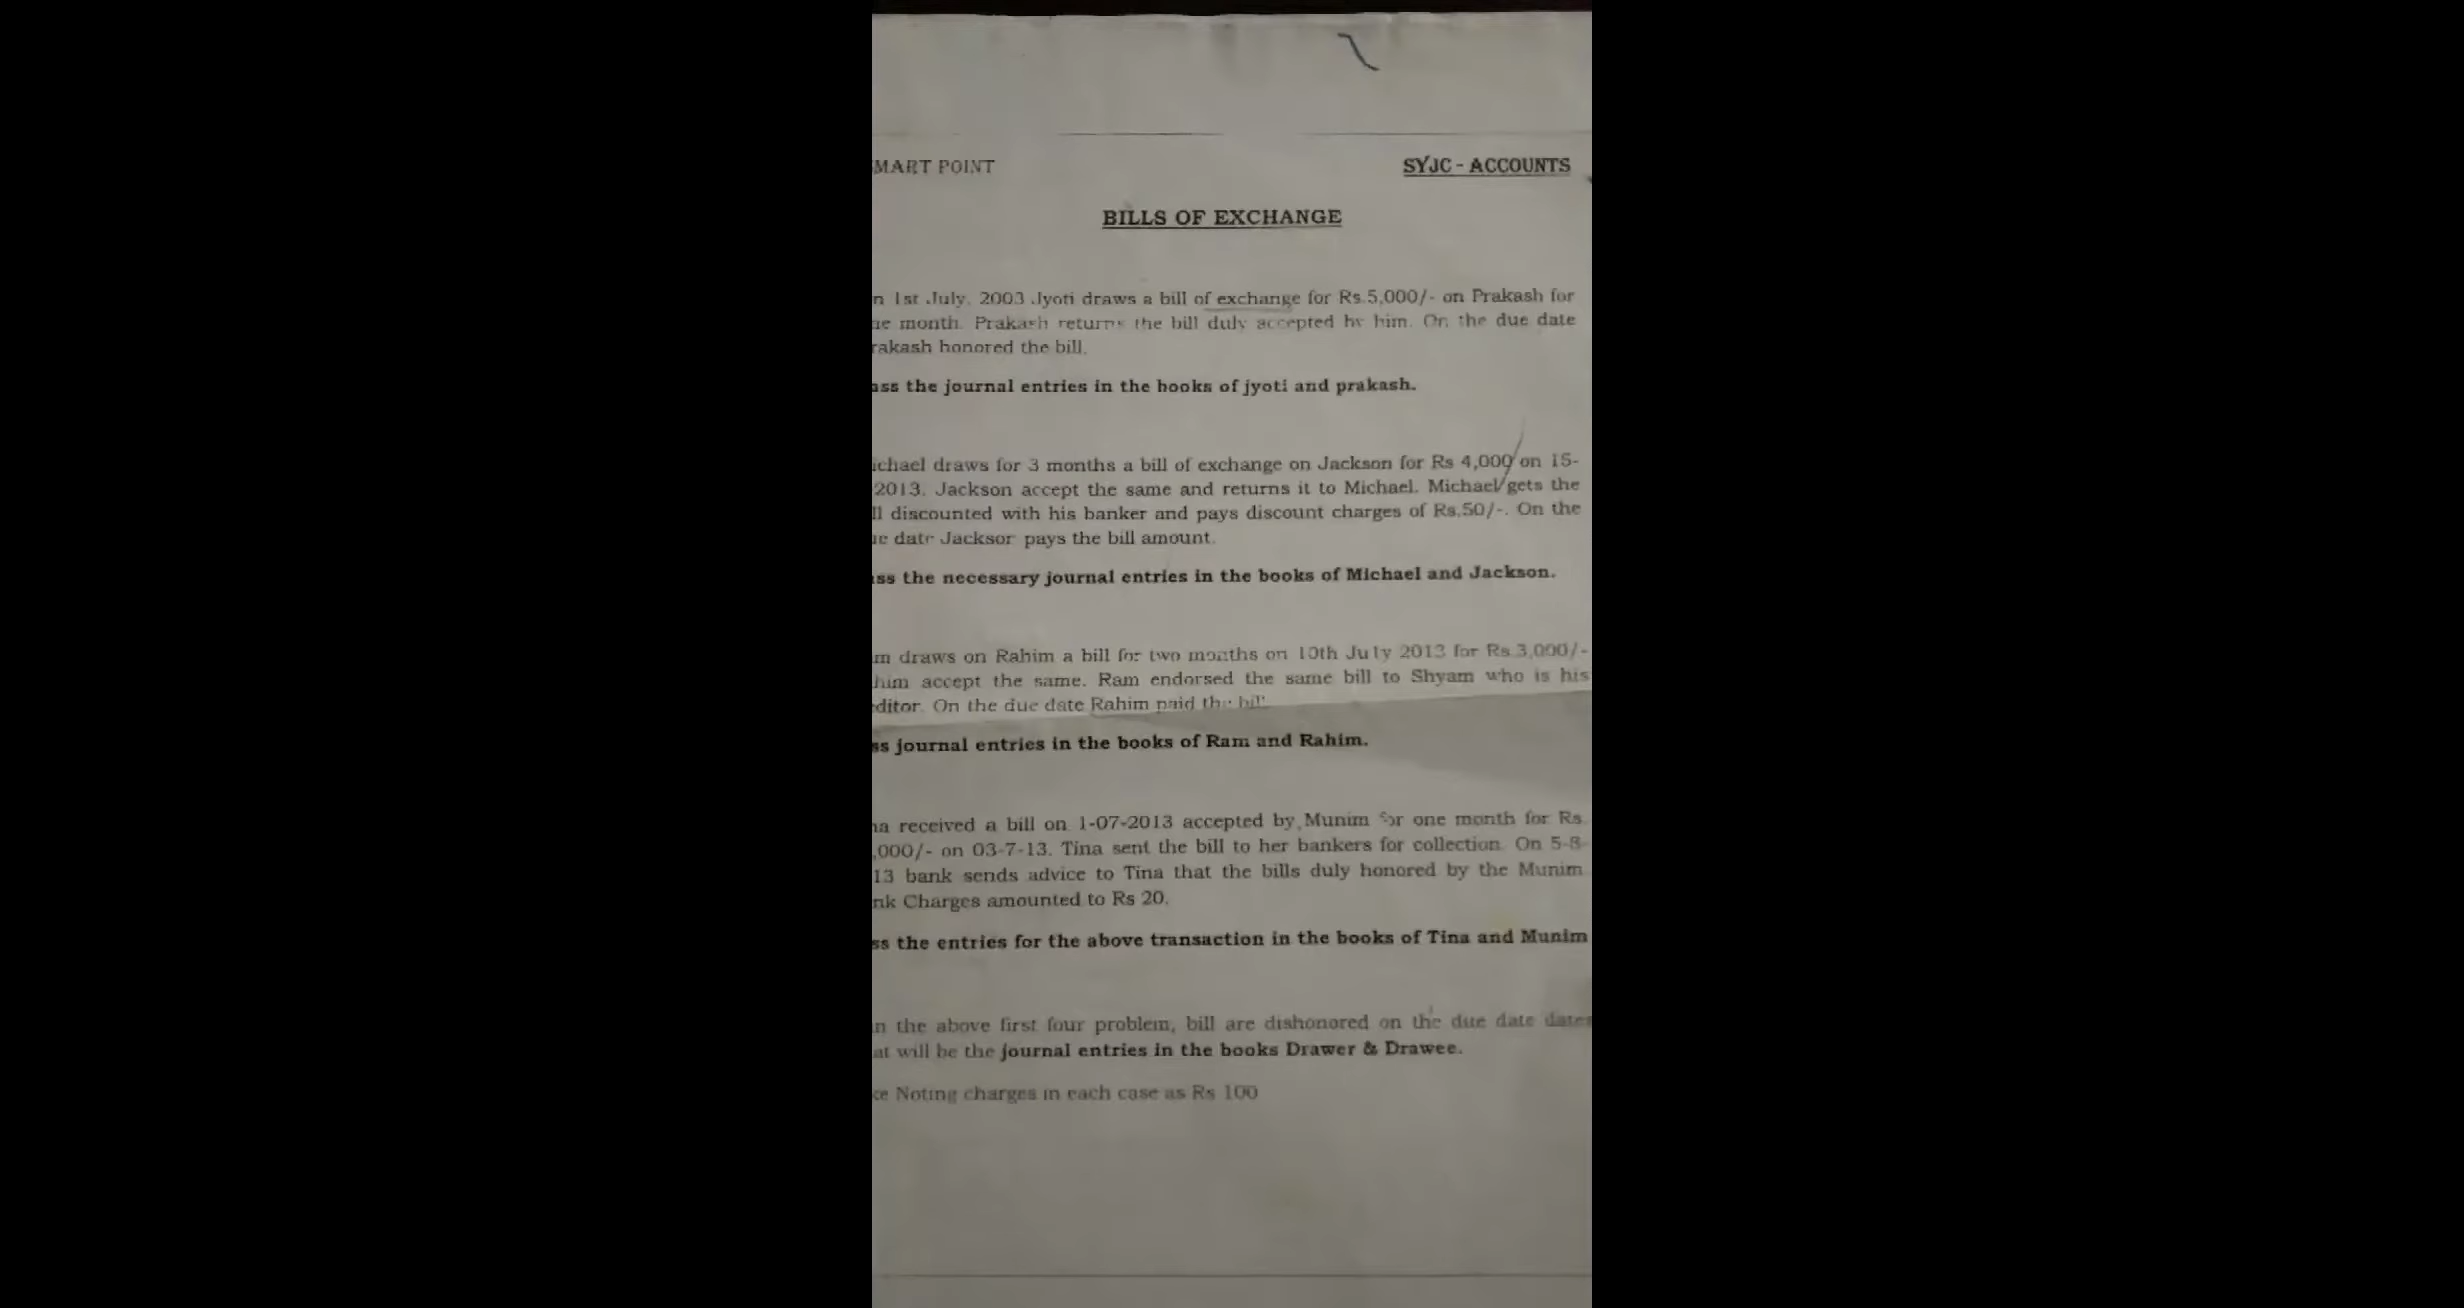 MART POINT
SYJC - ACCOUNTS
BILLS OF EXCHANGE
n 1st July, 2003 Jyoti draws a bill of exchange for Rs.5,000/- on Prakash for
ne month. Prakash returns the bill duly accepted by him. On the due date
rakash honored the bill.
ass the journal entries in the books of jyoti and prakash.
ichael draws for 3 months a bill of exchange on Jackson for Rs 4,000 on 15-
2013. Jackson accept the same and returns it to Michael. Michael gets the
ll discounted with his banker and pays discount charges of Rs.50/-. On the
ue date Jackson pays the bill amount.
ass the necessary journal entries in the books of Michael and Jackson.
m draws on Rahim a bill for two months on 10th July 2013 for Rs.3,000/-
him accept the same. Ram endorsed the same bill to Shyam who is his
ditor. On the due date Rahim paid the bill
ss journal entries in the books of Ram and Rahim.
na received a bill on 1-07-2013 accepted by Munim for one month for Rs.
,000/- on 03-7-13. Tina sent the bill to her bankers for collection. On 5-8-
13 bank sends advice to Tina that the bills duly honored by the Munim
nk Charges amounted to Rs 20.
ss the entries for the above transaction in the books of Tina and Munim
n the above first four problem, bill are dishonored on the due date dates
at will be the journal entries in the books Drawer & Drawee.
ke Noting charges in each case as Rs 100